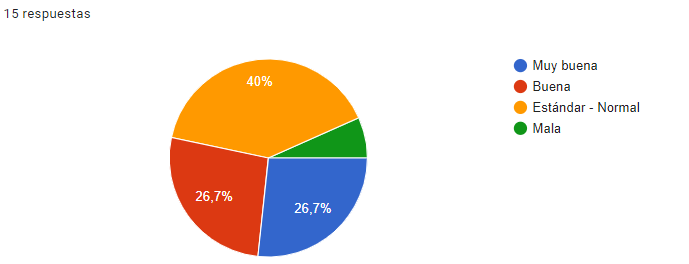 15 respuestas
40%
26,7%
26,7%
Muy buena
Buena
Estándar - Normal
Mala